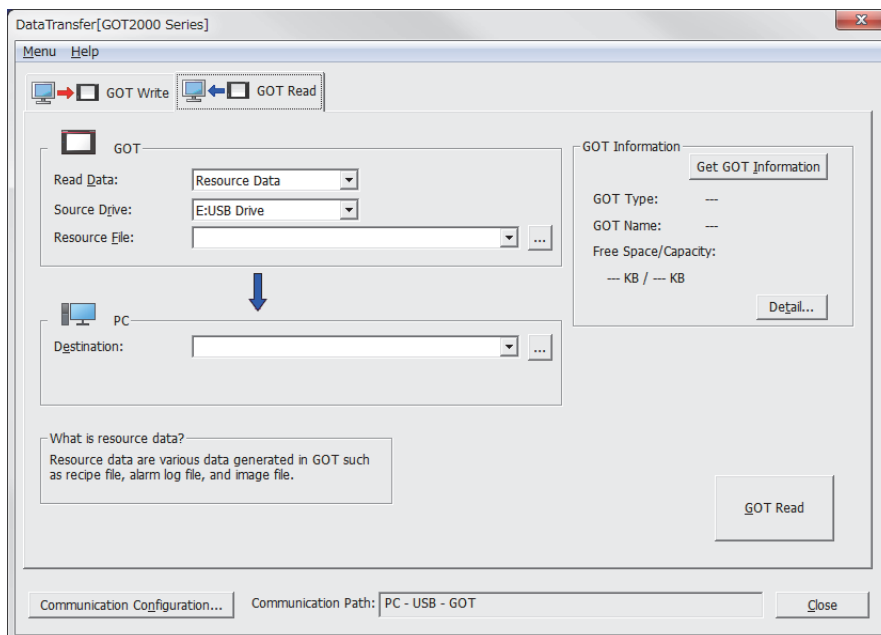 DataTransfer[GOT2000 Series]
x
Menu Help
GOT Write
GOT Read
GOT
Read Data:
Resource Data
Source Drive:
E:USB Drive
Resource File:
...
PC
Destination:
...
What is resource data?
Resource data are various data generated in GOT such
as recipe file, alarm log file, and image file.
GOT Information
Get GOT Information
GOT Type: ---
GOT Name: ---
Free Space/Capacity:
--- KB / --- KB
Detail...
GOT Read
Communication Configuration...
Communication Path: PC - USB - GOT
Close